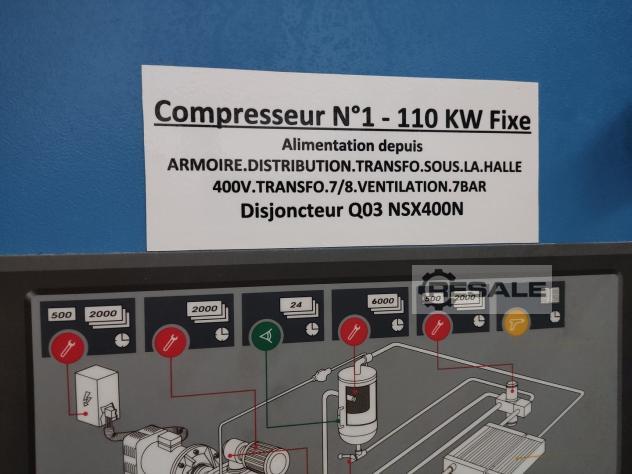 Compresseur N°1 - 110 KW Fixe
Alimentation depuis
ARMOIRE.DISTRIBUTION.TRANSFO.SOUS.LA.HALLE
400V.TRANSFO.7/8.VENTILATION.7BAR
Disjoncteur Q03 NSX400N
RESALE
500 2000 2000 24 6000 500 2000